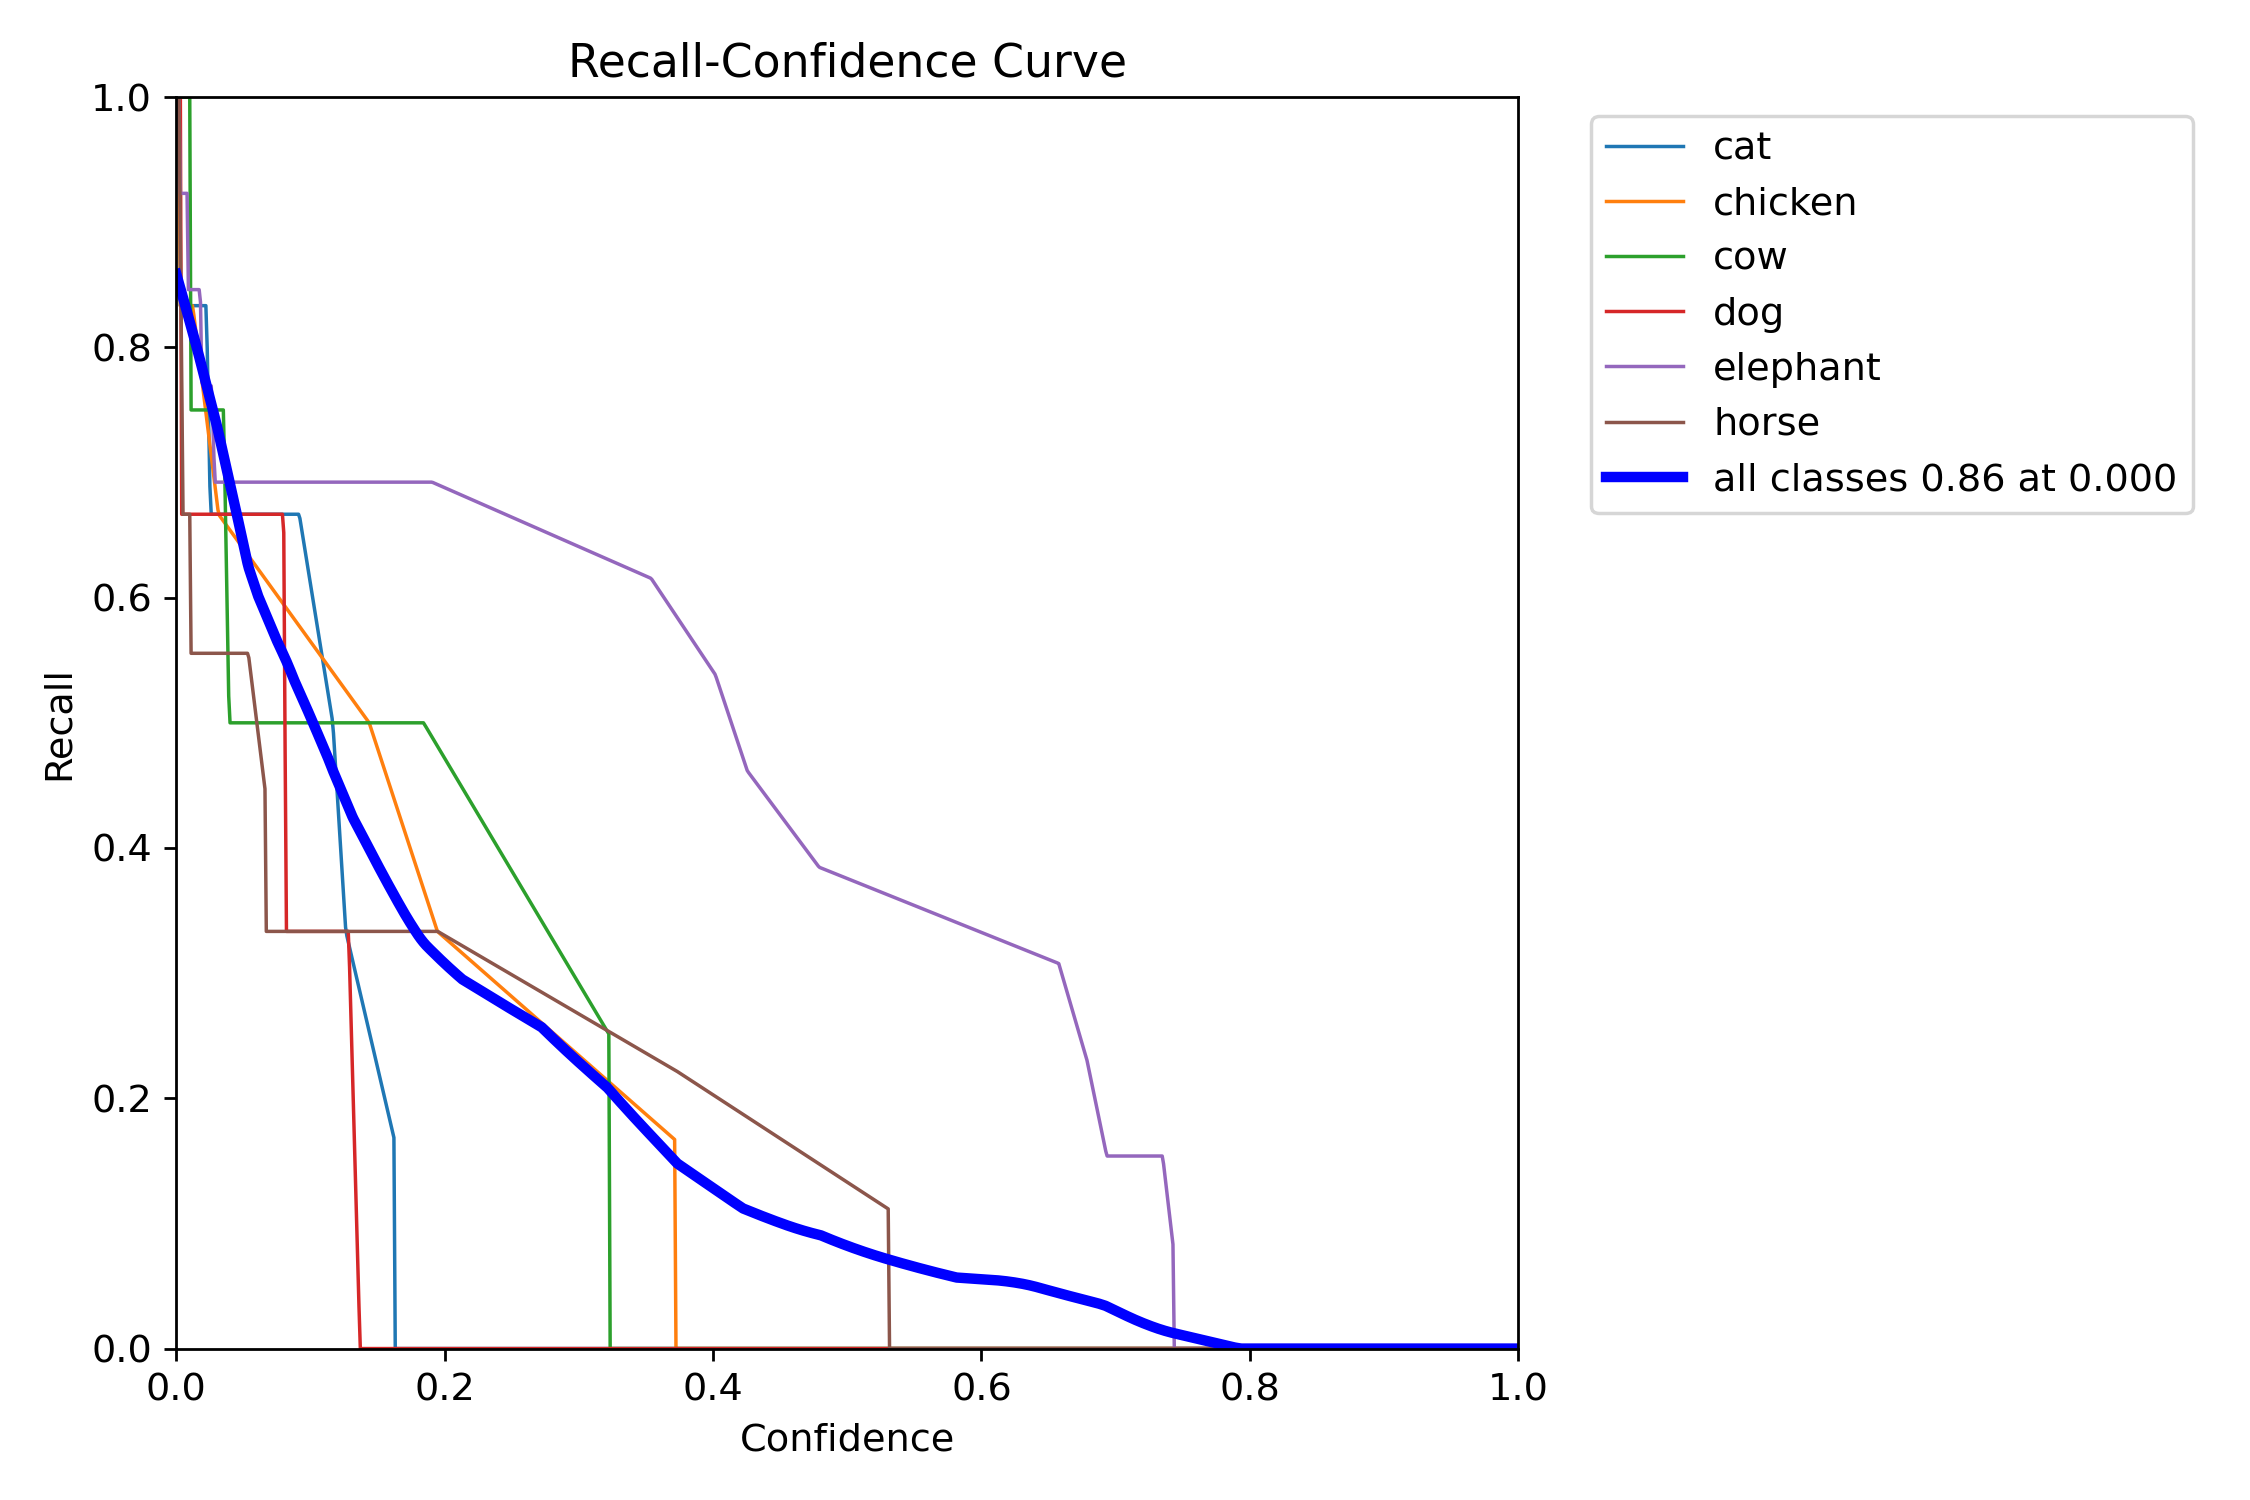 Recall-Confidence Curve
1.0
0.8
0.6
0.4
0.2
0.0
Recall
0.0 0.2 0.4 0.6 0.8 1.0
Confidence
cat
chicken
cow
dog
elephant
horse
all classes 0.86 at 0.000